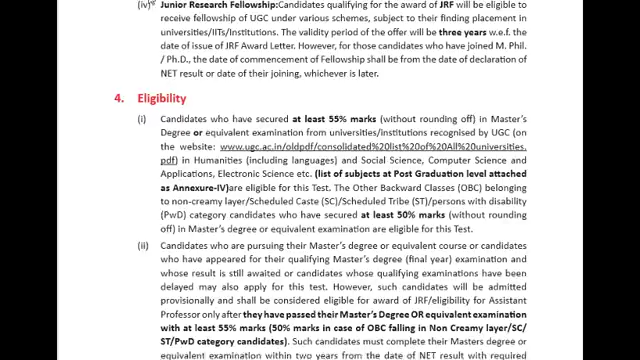 (iv) Junior Research Fellowship:Candidates qualifying for the award of JRF will be eligible to
receive fellowship of UGC under various schemes, subject to their finding placement in
universities/IITs/Institutions. The validity period of the offer will be three years w.e.f. the
date of issue of JRF Award Letter. However, for those candidates who have joined M. Phil.
/ Ph.D., the date of commencement of Fellowship shall be from the date of declaration of
NET result or date of their joining, whichever is later.
4. Eligibility
(i) Candidates who have secured at least 55% marks (without rounding off) in Master's
Degree or equivalent examination from universities/institutions recognised by UGC (on
the website: www.ugc.ac.in/oldpdf/consolidated%20list%20of%20All%20universities.
pdf) in Humanities (including languages) and Social Science, Computer Science and
Applications, Electronic Science etc. (list of subjects at Post Graduation level attached
as Annexure-IV)are eligible for this Test. The Other Backward Classes (OBC) belonging
to non-creamy layer/Scheduled Caste (SC)/Scheduled Tribe (ST)/persons with disability
(PwD) category candidates who have secured at least 50% marks (without rounding
off) in Master's degree or equivalent examination are eligible for this Test.
(ii) Candidates who are pursuing their Master's degree or equivalent course or candidates
who have appeared for their qualifying Master's degree (final year) examination and
whose result is still awaited or candidates whose qualifying examinations have been
delayed may also apply for this test. However, such candidates will be admitted
provisionally and shall be considered eligible for award of JRF/eligibility for Assistant
Professor only after they have passed their Master's Degree OR equivalent examination
with at least 55% marks (50% marks in case of OBC falling in Non Creamy layer/SC/
ST/PwD category candidates). Such candidates must complete their Masters degree or
equivalent examination within two years from the date of NET result with required